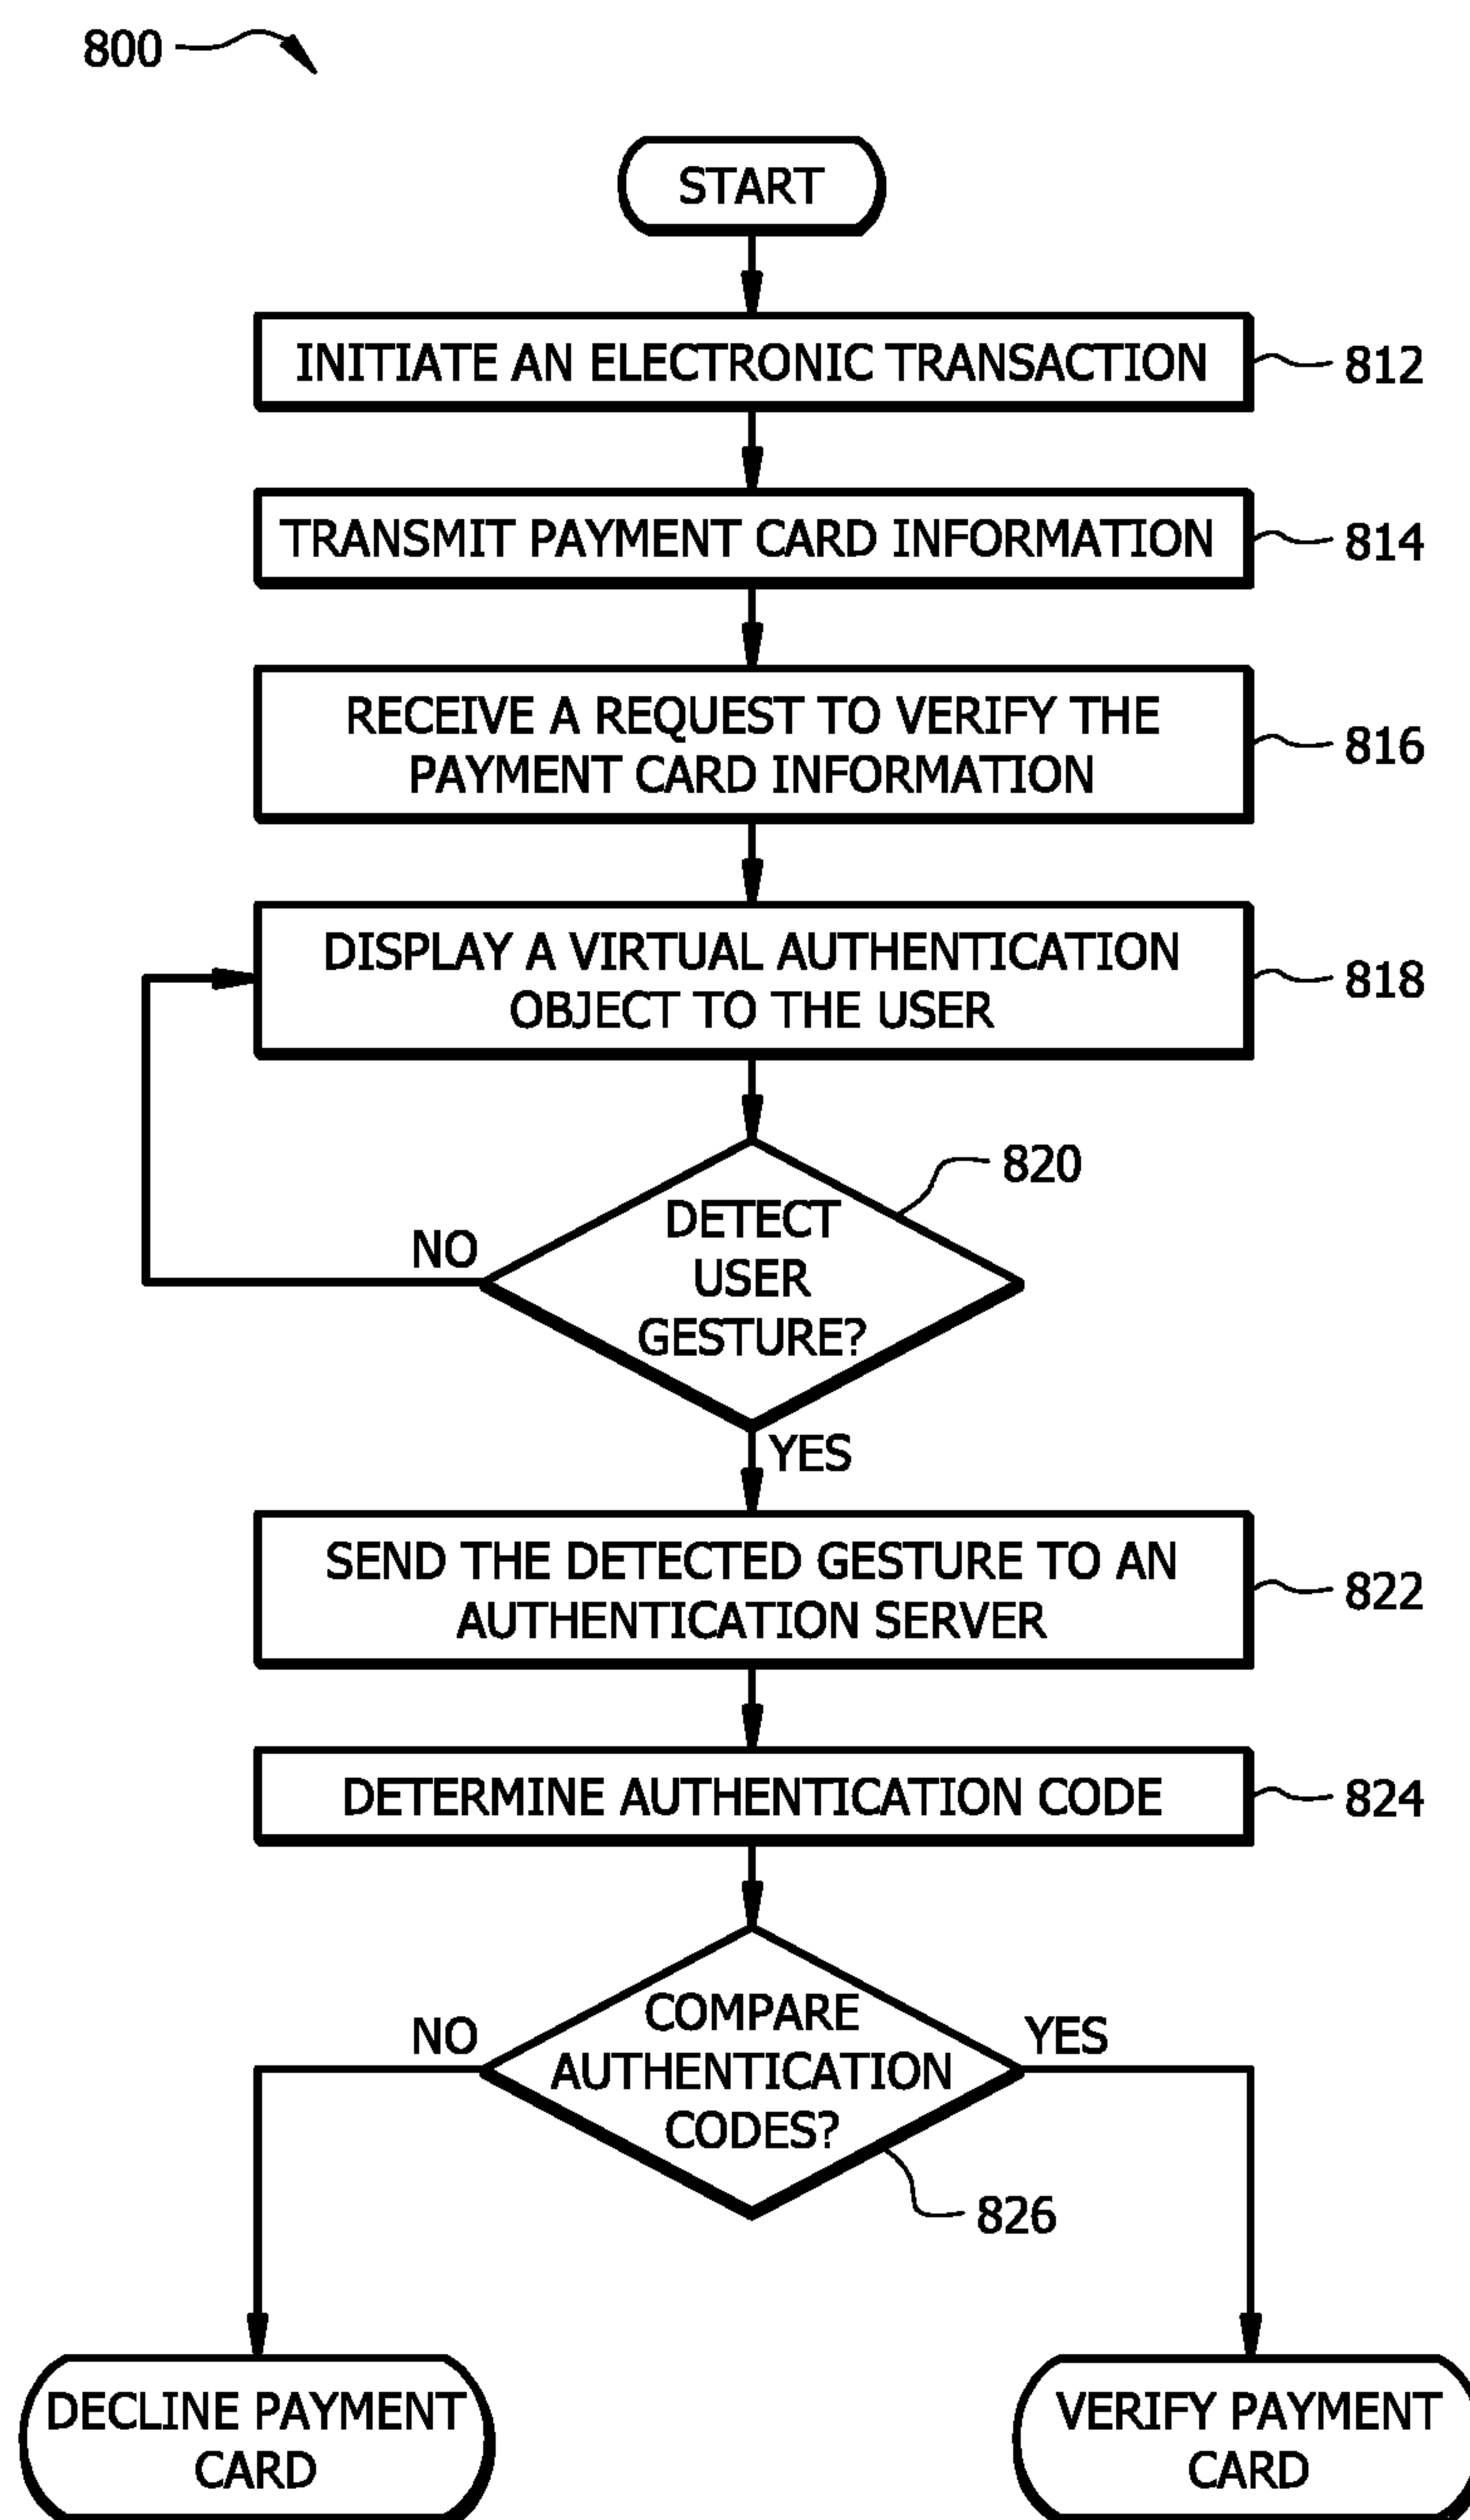 800
START
INITIATE AN ELECTRONIC TRANSACTION
812
TRANSMIT PAYMENT CARD INFORMATION
814
RECEIVE A REQUEST TO VERIFY THE
PAYMENT CARD INFORMATION
816
DISPLAY A VIRTUAL AUTHENTICATION
OBJECT TO THE USER
818
DETECT
USER
GESTURE?
820
NO
YES
SEND THE DETECTED GESTURE TO AN
AUTHENTICATION SERVER
822
DETERMINE AUTHENTICATION CODE
824
COMPARE
AUTHENTICATION
CODES?
826
NO
YES
DECLINE PAYMENT
CARD
VERIFY PAYMENT
CARD